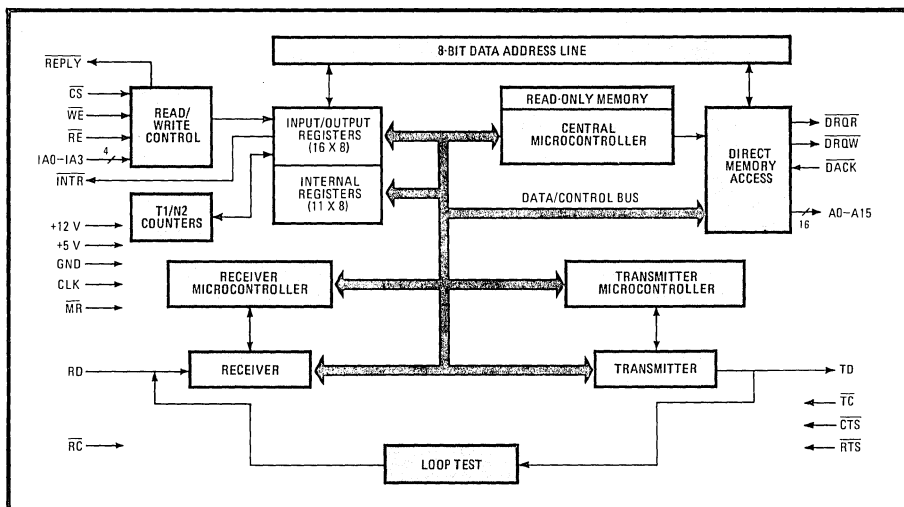 8-BIT DATA ADDRESS LINE
REPLY
CS
WE
RE
IA0-IA3
4
INTR
READ/
WRITE
CONTROL
T1/N2
COUNTERS
INPUT/OUTPUT
REGISTERS
(16 X 8)
INTERNAL
REGISTERS
(11 X 8)
READ-ONLY MEMORY
CENTRAL
MICROCONTROLLER
DIRECT
MEMORY
ACCESS
DRQR
DRQW
DACK
A0-A15
16
DATA/CONTROL BUS
+12 V
+5 V
GND
CLK
MR
RECEIVER
MICROCONTROLLER
TRANSMITTER
MICROCONTROLLER
RD
RECEIVER
TRANSMITTER
TD
TC
CTS
RTS
RC
LOOP TEST